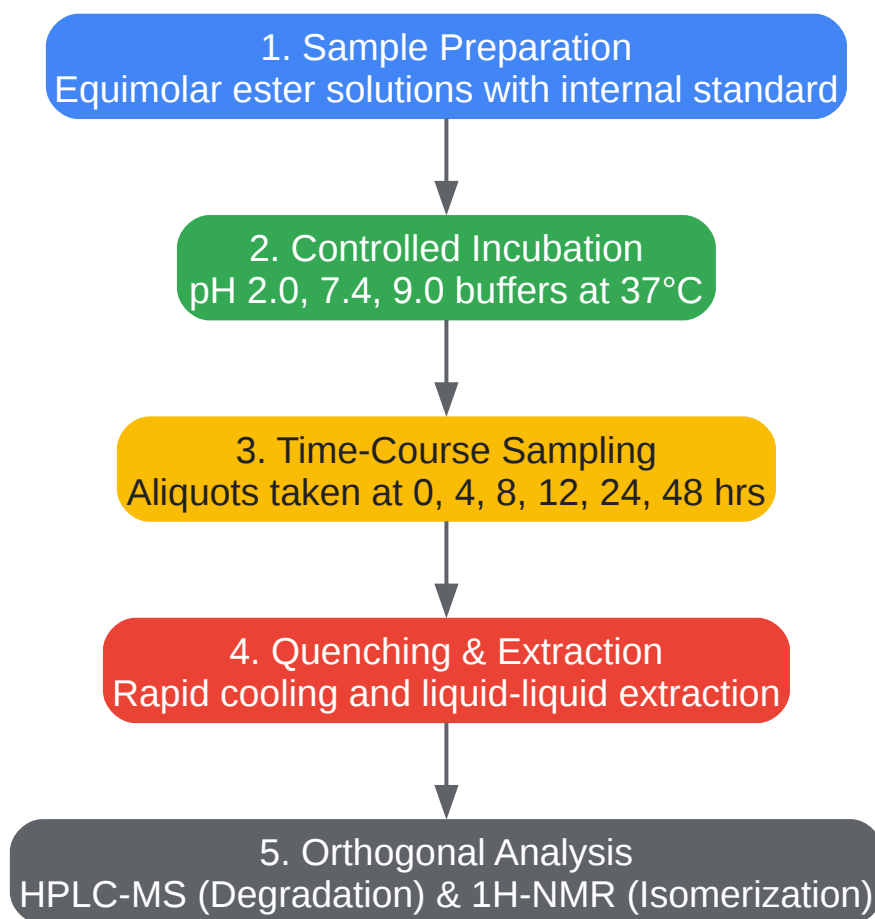 1. Sample Preparation
Equimolar ester solutions with internal standard
2. Controlled Incubation
pH 2.0, 7.4, 9.0 buffers at 37°C
3. Time-Course Sampling
Aliquots taken at 0, 4, 8, 12, 24, 48 hrs
4. Quenching & Extraction
Rapid cooling and liquid-liquid extraction
5. Orthogonal Analysis
HPLC-MS (Degradation) & 1H-NMR (Isomerization)